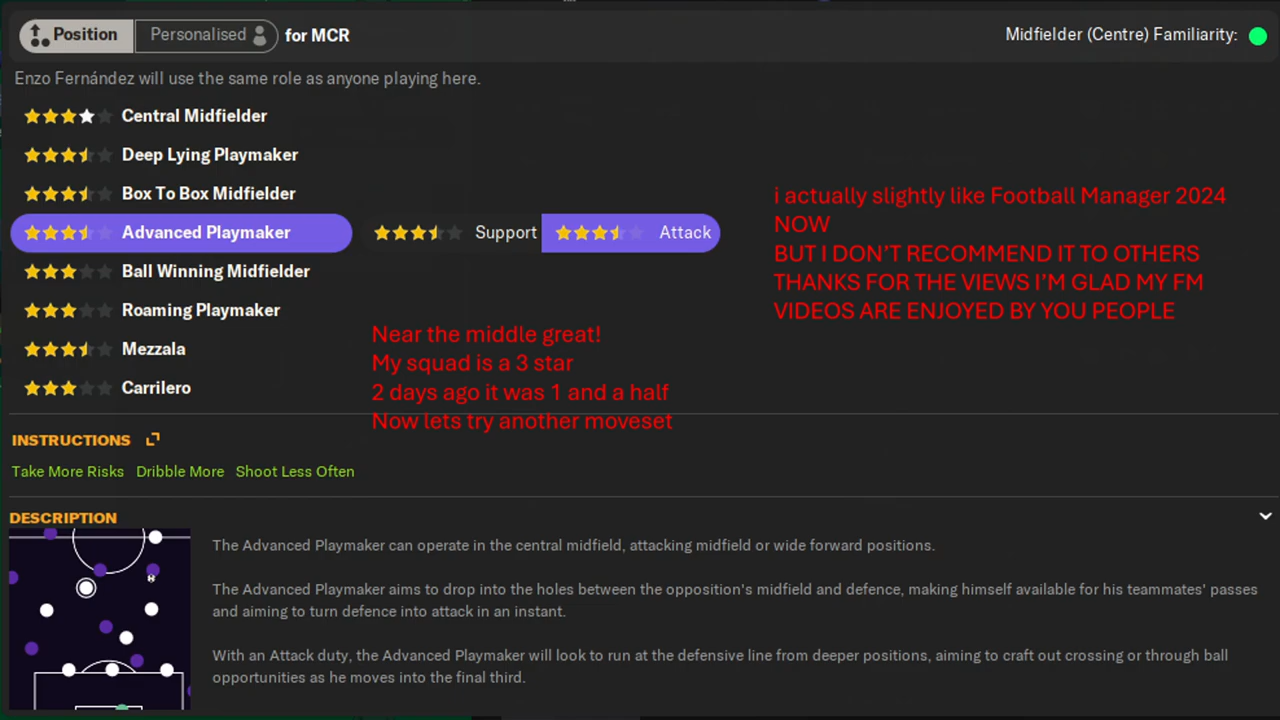 Position Personalised for MCR Midfielder (Centre) Familiarity:
Enzo Fernández will use the same role as anyone playing here.
Central Midfielder
Deep Lying Playmaker
Box To Box Midfielder
Advanced Playmaker Support Attack
Ball Winning Midfielder
Roaming Playmaker
Mezzala
Carrilero
i actually slightly like Football Manager 2024
NOW
BUT I DON'T RECOMMEND IT TO OTHERS
THANKS FOR THE VIEWS I'M GLAD MY FM
VIDEOS ARE ENJOYED BY YOU PEOPLE
Near the middle great!
My squad is a 3 star
2 days ago it was 1 and a half
Now lets try another moveset
INSTRUCTIONS
Take More Risks Dribble More Shoot Less Often
DESCRIPTION
The Advanced Playmaker can operate in the central midfield, attacking midfield or wide forward positions.
The Advanced Playmaker aims to drop into the holes between the opposition's midfield and defence, making himself available for his teammates' passes
and aiming to turn defence into attack in an instant.
With an Attack duty, the Advanced Playmaker will look to run at the defensive line from deeper positions, aiming to craft out crossing or through ball
opportunities as he moves into the final third.